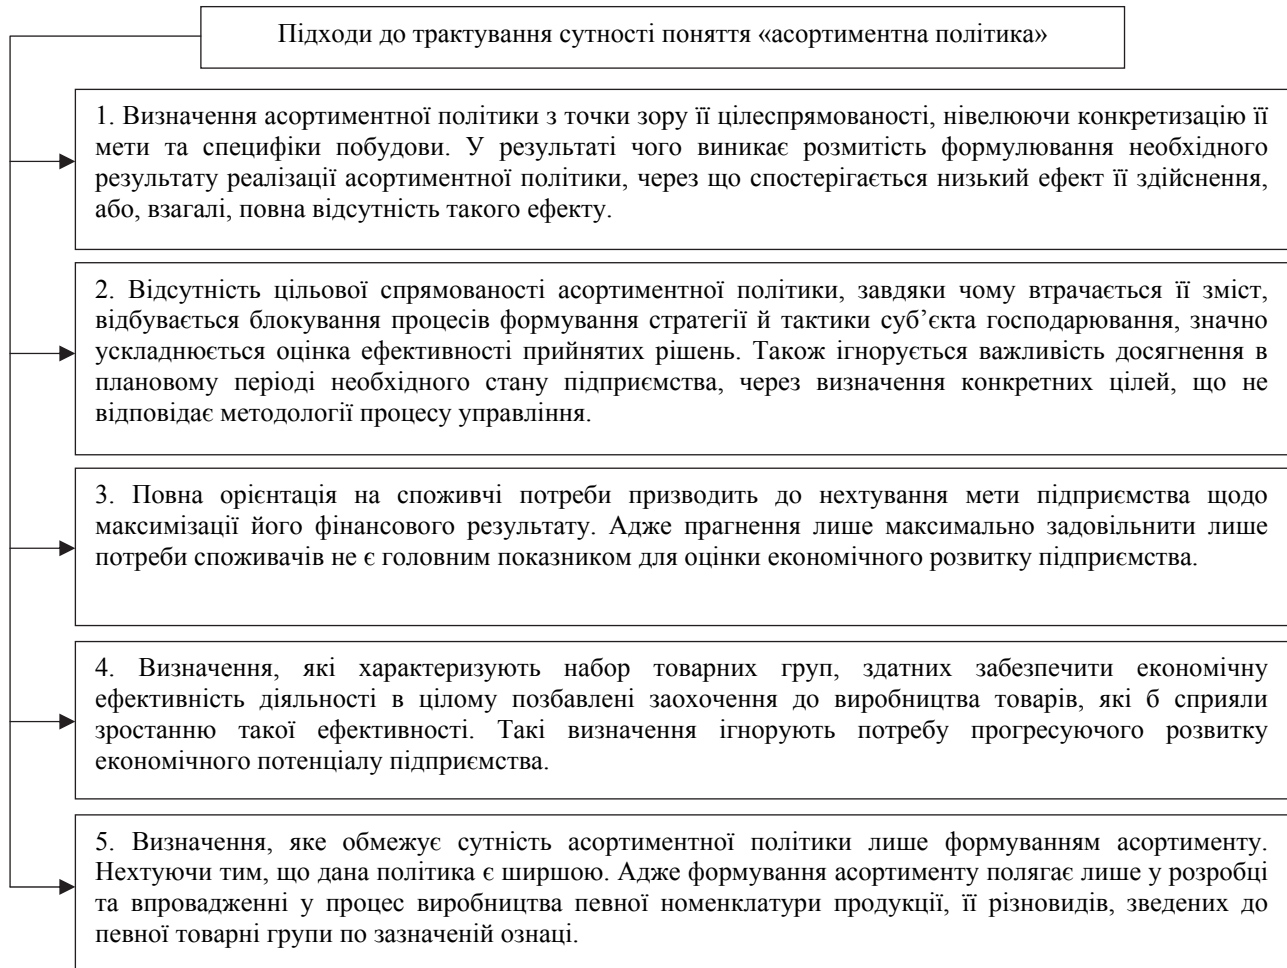 Підходи до трактування сутності поняття «асортиментна політика»
1. Визначення асортиментної політики з точки зору її цілеспрямованості, нівелюючи конкретизацію її
мети та специфіки побудови. У результаті чого виникає розмитість формулювання необхідного
результату реалізації асортиментної політики, через що спостерігається низький ефект її здійснення,
або, взагалі, повна відсутність такого ефекту.
2. Відсутність цільової спрямованості асортиментної політики, завдяки чому втрачається її зміст,
відбувається блокування процесів формування стратегії й тактики суб’єкта господарювання, значно
ускладнюється оцінка ефективності прийнятих рішень. Також ігнорується важливість досягнення в
плановому періоді необхідного стану підприємства, через визначення конкретних цілей, що не
відповідає методології процесу управління.
3. Повна орієнтація на споживчі потреби призводить до нехтування мети підприємства щодо
максимізації його фінансового результату. Адже прагнення лише максимально задовільнити лише
потреби споживачів не є головним показником для оцінки економічного розвитку підприємства.
4. Визначення, які характеризують набор товарних груп, здатних забезпечити економічну
ефективність діяльності в цілому позбавлені заохочення до виробництва товарів, які б сприяли
зростанню такої ефективності. Такі визначення ігнорують потребу прогресуючого розвитку
економічного потенціалу підприємства.
5. Визначення, яке обмежує сутність асортиментної політики лише формуванням асортименту.
Нехтуючи тим, що дана політика є ширшою. Адже формування асортименту полягає лише у розробці
та впровадженні у процес виробництва певної номенклатури продукції, її різновидів, зведених до
певної товарні групи по зазначеній ознаці.